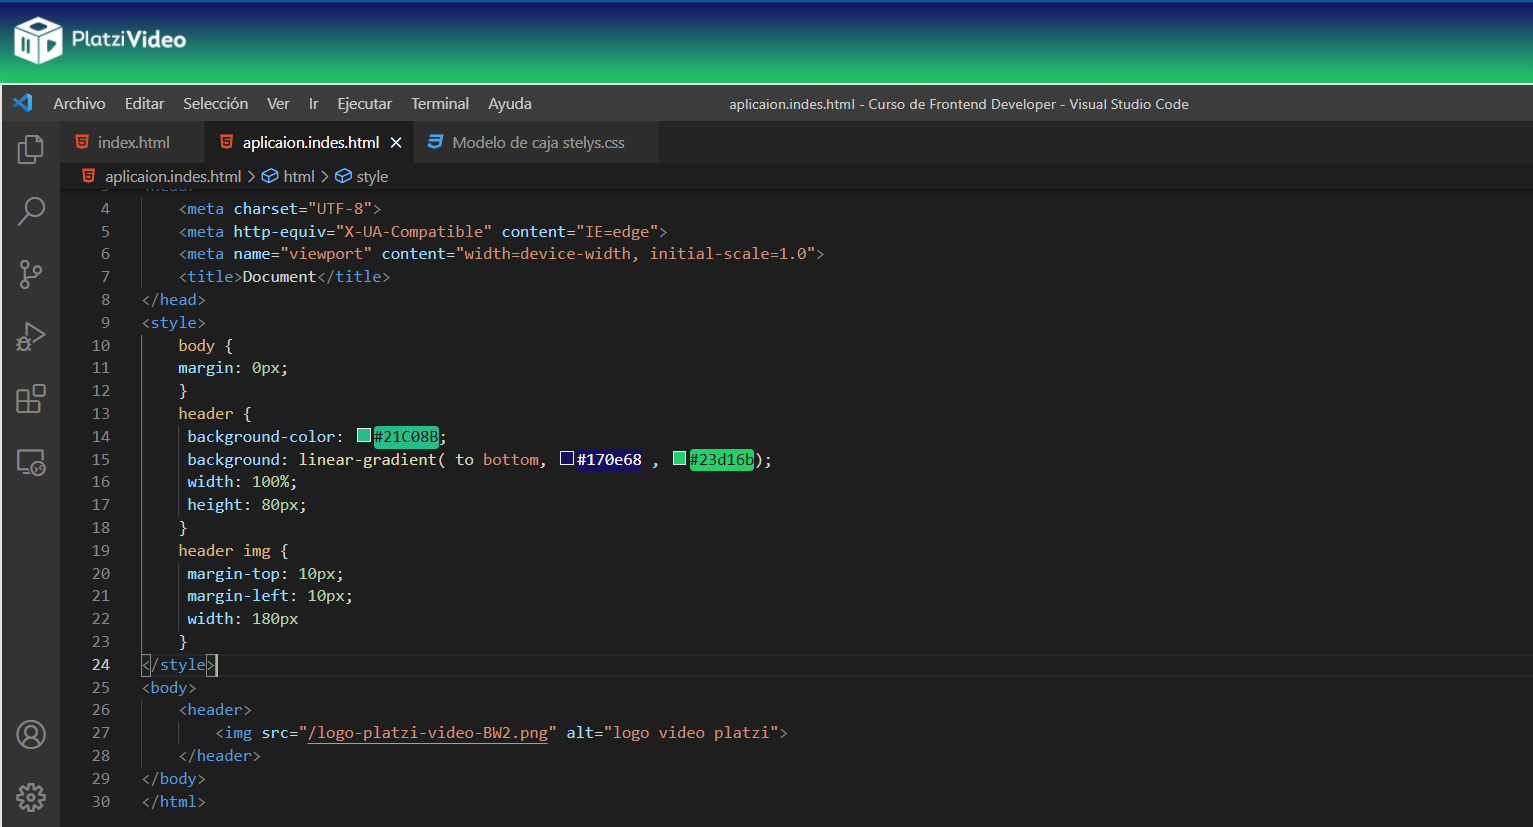 PlatziVideo
Archivo Editar Selección Ver Ir Ejecutar Terminal Ayuda aplicaion.indes.html - Curso de Frontend Developer - Visual Studio Code
index.html aplicaion.indes.html Modelo de caja stelys.css
aplicaion.indes.html > html > style
4 <meta charset="UTF-8">
5 <meta http-equiv="X-UA-Compatible" content="IE=edge">
6 <meta name="viewport" content="width=device-width, initial-scale=1.0">
7 <title>Document</title>
8 </head>
9 <style>
10 body {
11 margin: 0px;
12 }
13 header {
14 background-color: #21C08B;
15 background: linear-gradient( to bottom, #170e68 , #23d16b);
16 width: 100%;
17 height: 80px;
18 }
19 header img {
20 margin-top: 10px;
21 margin-left: 10px;
22 width: 180px
23 }
24 </style>
25 <body>
26 <header>
27 <img src="/logo-platzi-video-BW2.png" alt="logo video platzi">
28 </header>
29 </body>
30 </html>